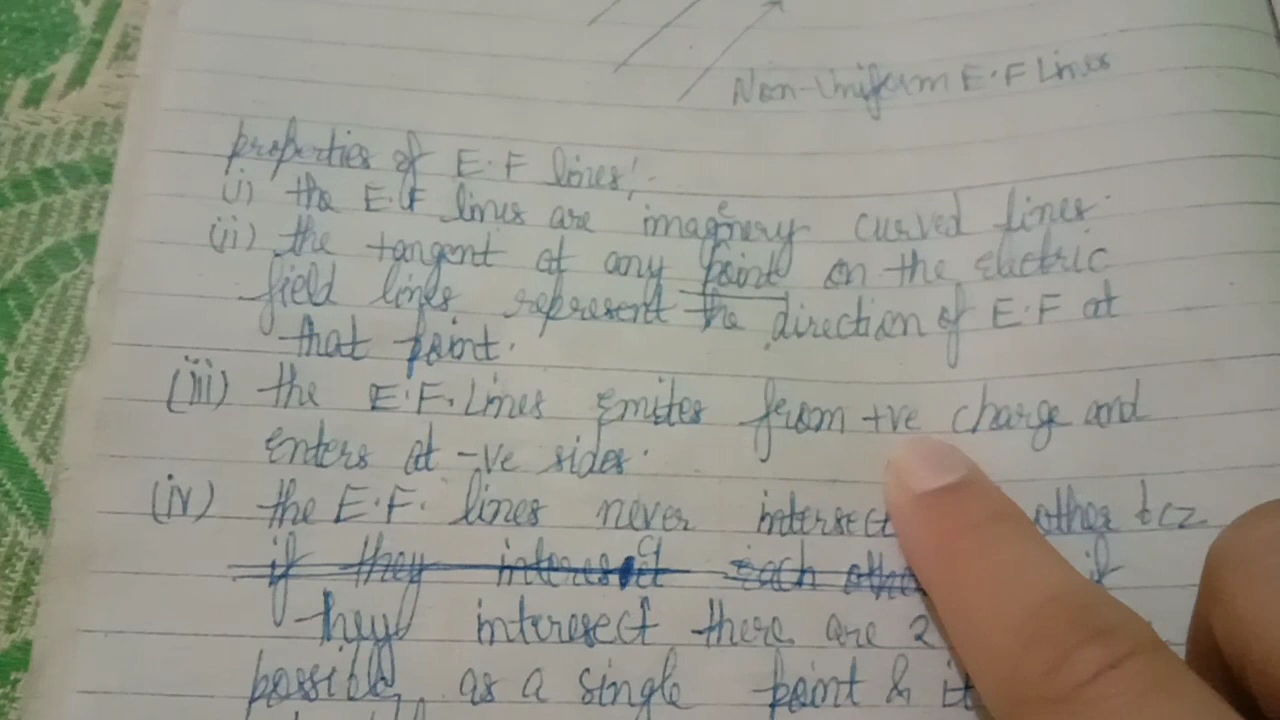 Non-Uniform E.F Lines
properties of E.F lines:-
(i) the E.F lines are imagenery curved lines.
(ii) the tangent at any point on the electric
field lines represent the direction of E.F at
that point.
(iii) the E.F. Lines emites from +ve charge and
enters at -ve sides.
(iv) the E.F. lines never intersect other bcz
if they interesct each if
they interesect there are 2
possible as a single point & it